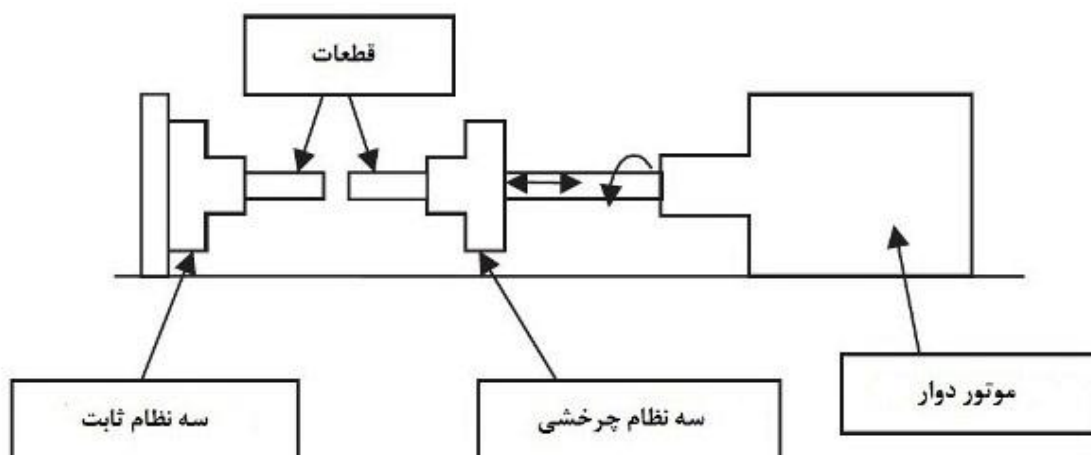 قطعات
موتور دوار
سه نظام چرخشی
سه نظام ثابت